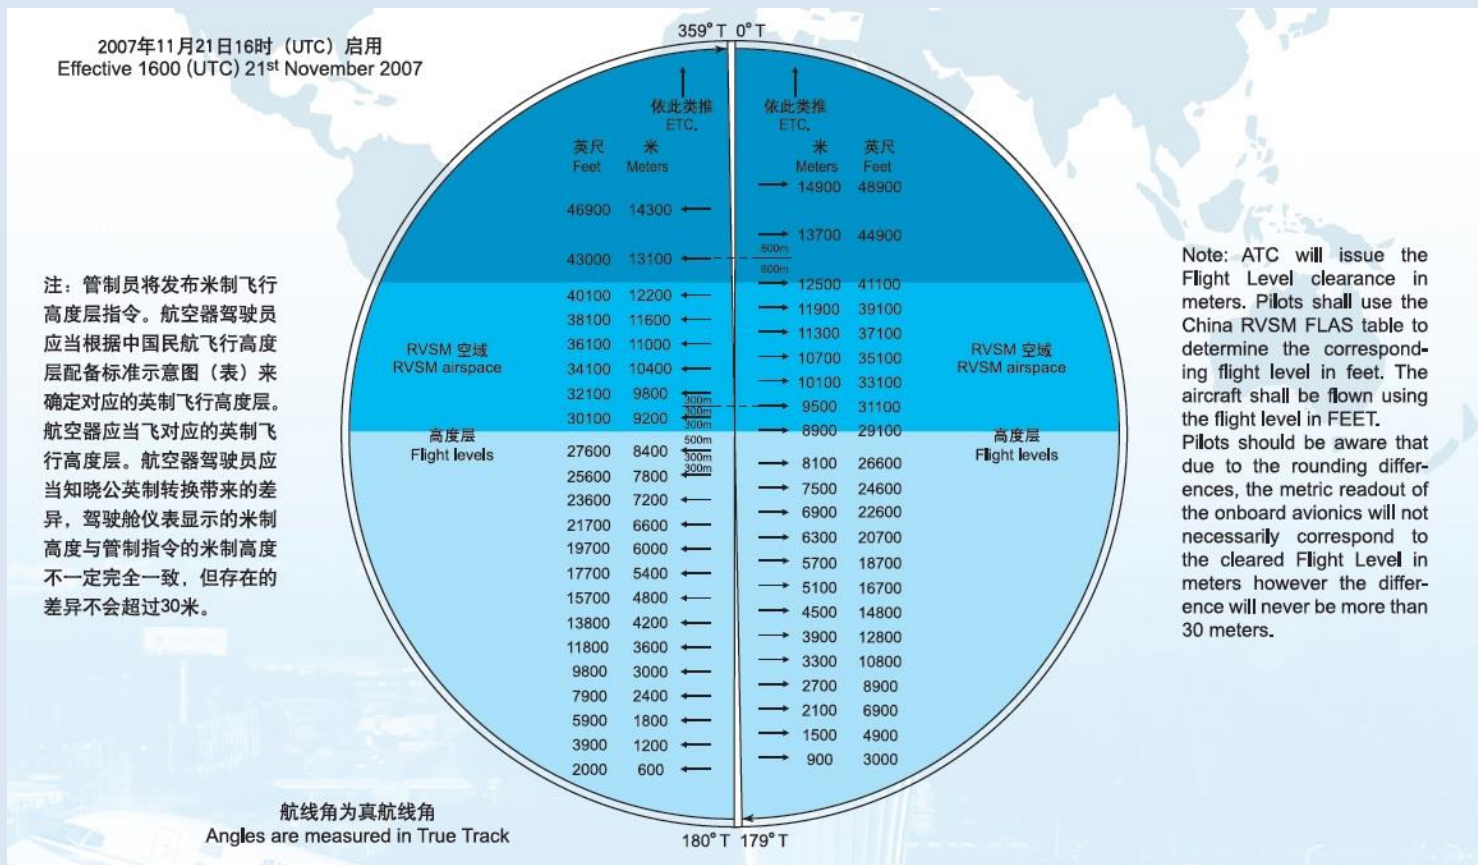 359° T 0° T
2007年11月21日16时（UTC）启用
Effective 1600 (UTC) 21st November 2007
依此类推
ETC.
英尺 米
Feet Meters
46900 14300
43000 13100
40100 12200
38100 11600
36100 11000
34100 10400
32100 9800
30100 9200
27600 8400
25600 7800
23600 7200
21700 6600
19700 6000
17700 5400
15700 4800
13800 4200
11800 3600
9800 3000
7900 2400
5900 1800
3900 1200
2000 600
依此类推
ETC.
米 英尺
Meters Feet
14900 48900
13700 44900
600m
600m
12500 41100
11900 39100
11300 37100
10700 35100
10100 33100
9500 31100
8900 29100
8100 26600
7500 24600
6900 22600
6300 20700
5700 18700
5100 16700
4500 14800
3900 12800
3300 10800
2700 8900
2100 6900
1500 4900
900 3000
300m
300m
300m
500m
300m
300m
RVSM 空域
RVSM airspace
高度层
Flight levels
RVSM 空域
RVSM airspace
高度层
Flight levels
注：管制员将发布米制飞行
高度层指令。航空器驾驶员
应当根据中国民航飞行高度
层配备标准示意图（表）来
确定对应的英制飞行高度层。
航空器应当飞对应的英制飞
行高度层。航空器驾驶员应
当知晓公英制转换带来的差
异，驾驶舱仪表显示的米制
高度与管制指令的米制高度
不一定完全一致，但存在的
差异不会超过30米。
Note: ATC will issue the
Flight Level clearance in
meters. Pilots shall use the
China RVSM FLAS table to
determine the correspond-
ing flight level in feet. The
aircraft shall be flown using
the flight level in FEET.
Pilots should be aware that
due to the rounding differ-
ences, the metric readout of
the onboard avionics will not
necessarily correspond to
the cleared Flight Level in
meters however the differ-
ence will never be more than
30 meters.
航线角为真航线角
Angles are measured in True Track
180° T 179° T